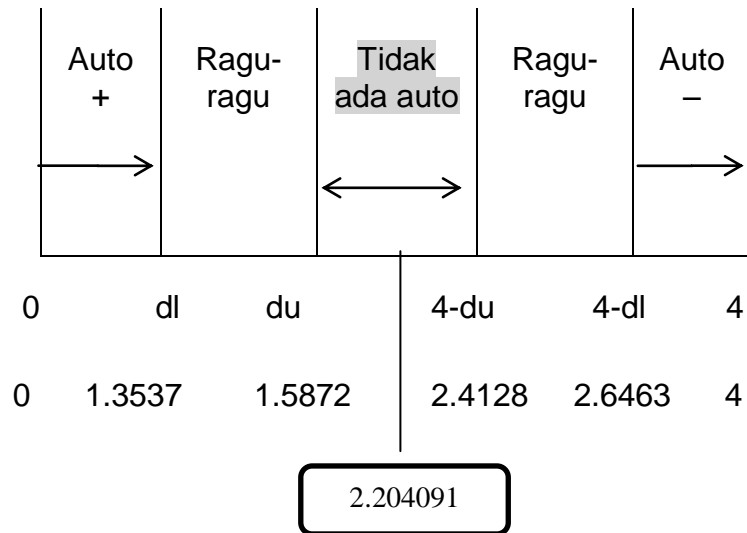 Auto
+
Ragu-
ragu
Tidak
ada auto
Ragu-
ragu
Auto
–
0 dl du 4-du 4-dl 4
0 1.3537 1.5872 2.4128 2.6463 4
2.204091